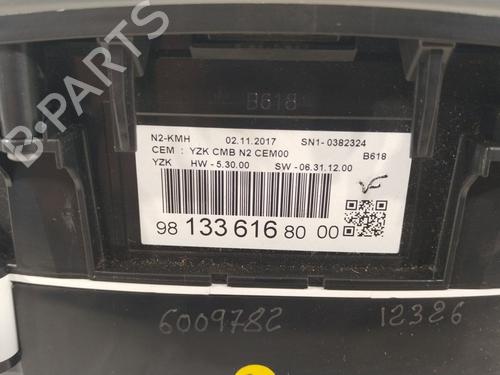 B618
N2-KMH 02.11.2017 SN1- 0382324
CEM : YZK CMB N2 CEM00 B618
YZK HW - 5.30.00 SW - 06.31.12.00
98 133 616 80 00
6009782 12326
B-PARTS